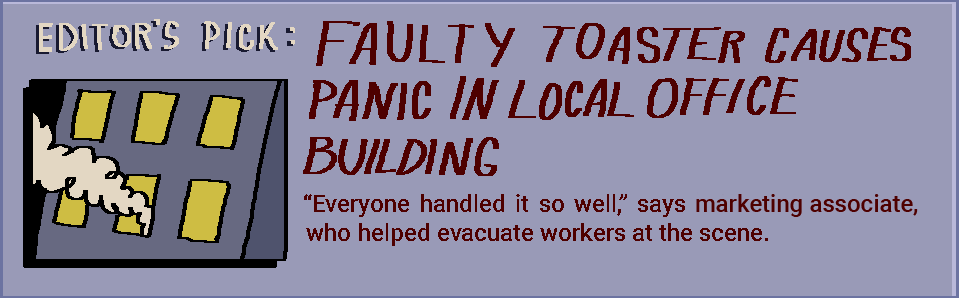 EDITOR'S PICK:
FAULTY TOASTER CAUSES
PANIC IN LOCAL OFFICE
BUILDING
“Everyone handled it so well,” says marketing associate,
who helped evacuate workers at the scene.